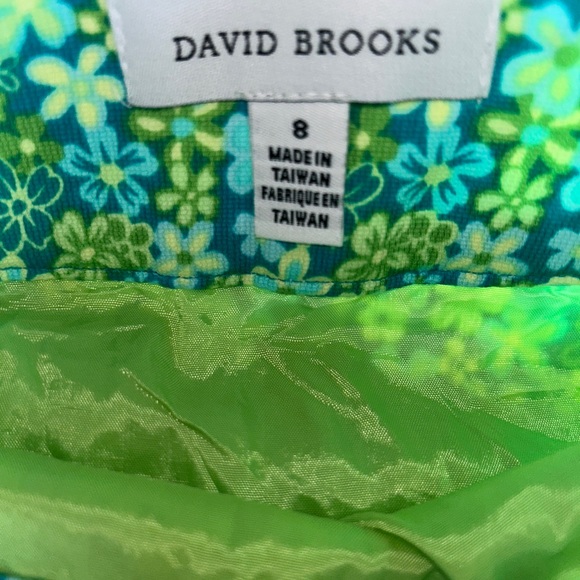 DAVID BROOKS
8
MADE IN
TAIWAN
FABRIQUE EN
TAIWAN